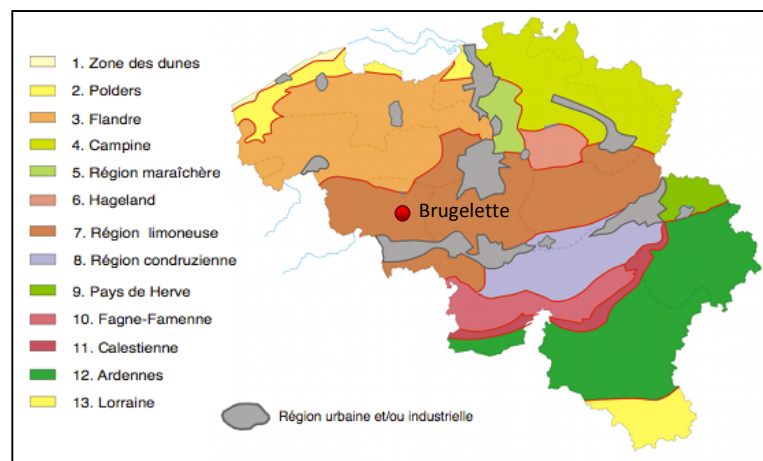 1. Zone des dunes
2. Polders
3. Flandre
4. Campine
5. Région maraîchère
6. Hageland
7. Région limoneuse
8. Région condruzienne
9. Pays de Herve
10. Fagne-Famenne
11. Calestienne
12. Ardennes
13. Lorraine
Brugelette
Région urbaine et/ou industrielle